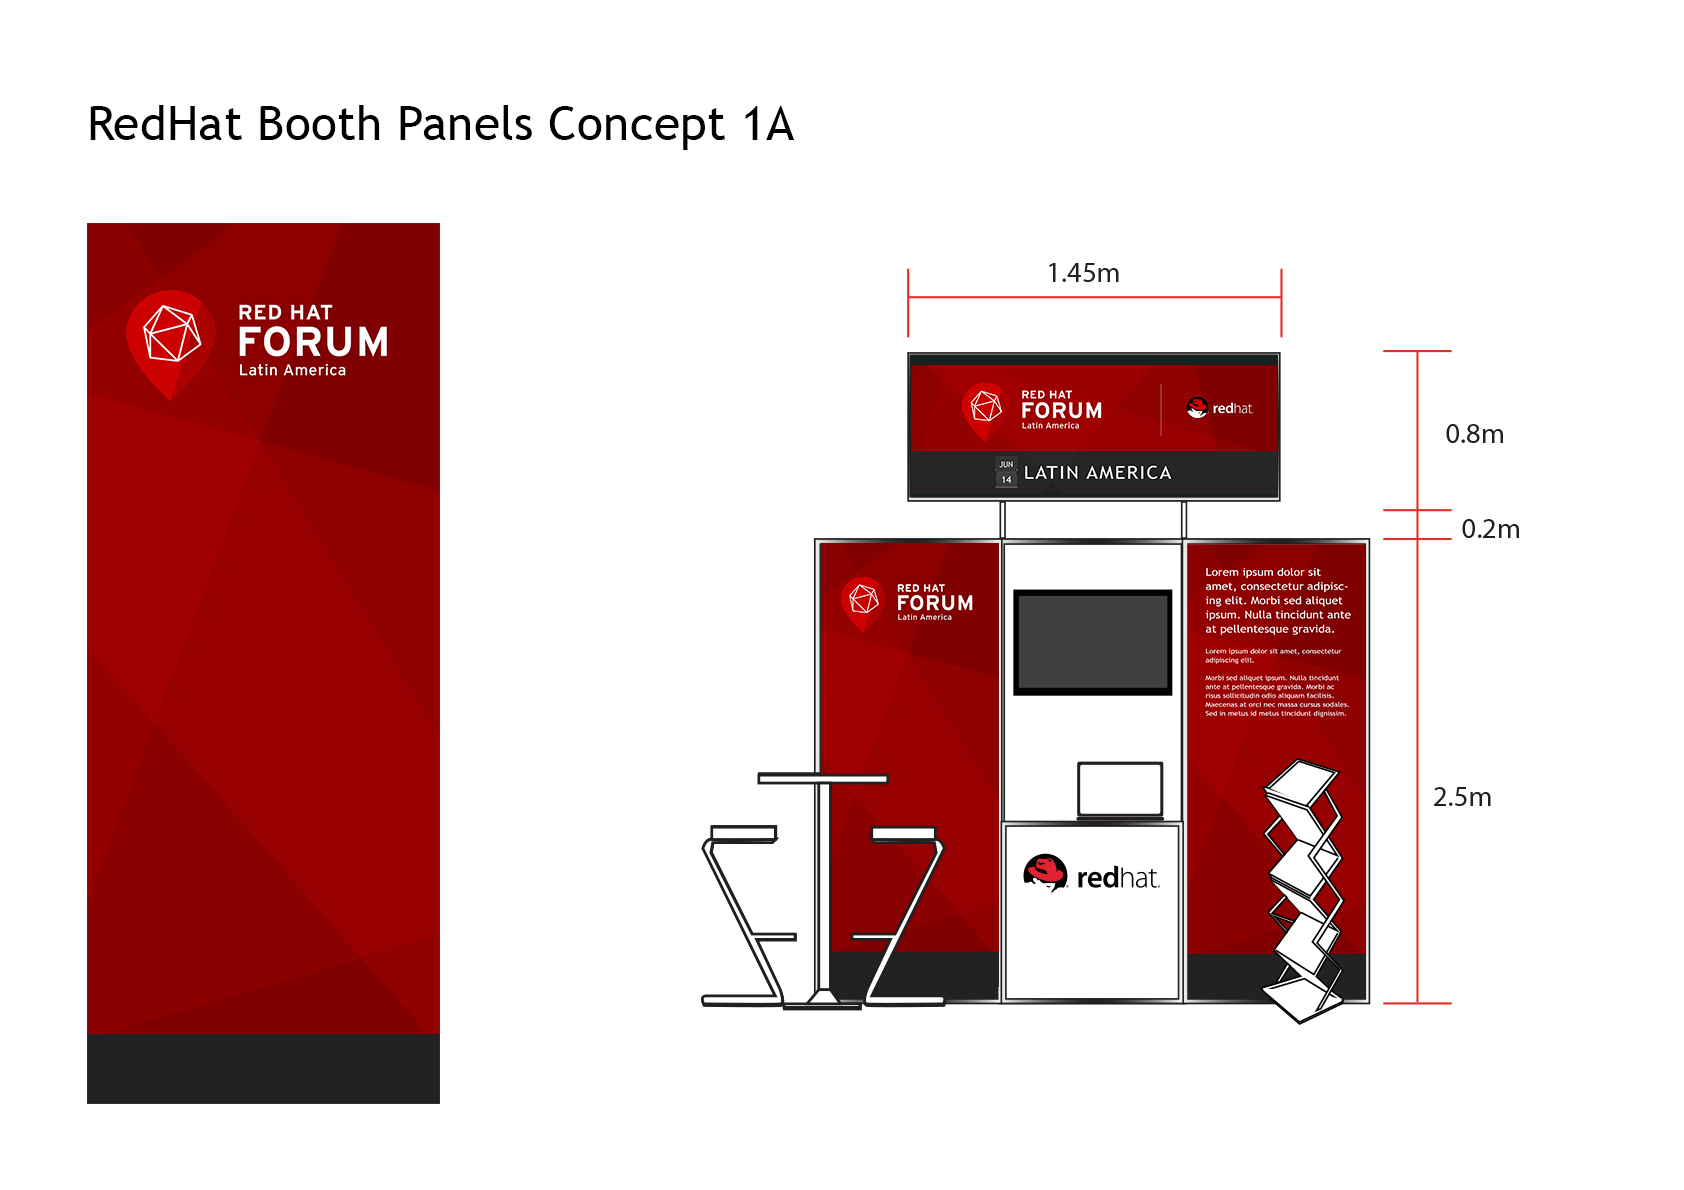 RedHat Booth Panels Concept 1A
RED HAT
FORUM
Latin America
1.45m
RED HAT
FORUM
Latin America
redhat.
JUN
14
LATIN AMERICA
0.8m
0.2m
2.5m
RED HAT
FORUM
Latin America
Lorem ipsum dolor sit
amet, consectetur adipisc-
ing elit. Morbi sed aliquet
ipsum. Nulla tincidunt ante
at pellentesque gravida.
Lorem ipsum dolor sit amet, consectetur
adipiscing elit.
Morbi sed aliquet ipsum. Nulla tincidunt
ante at pellentesque gravida. Morbi ac
risus sollicitudin odio aliquam facilisis.
Maecenas at orci nec massa cursus sodales.
Sed in metus id metus tincidunt dignissim.
redhat.